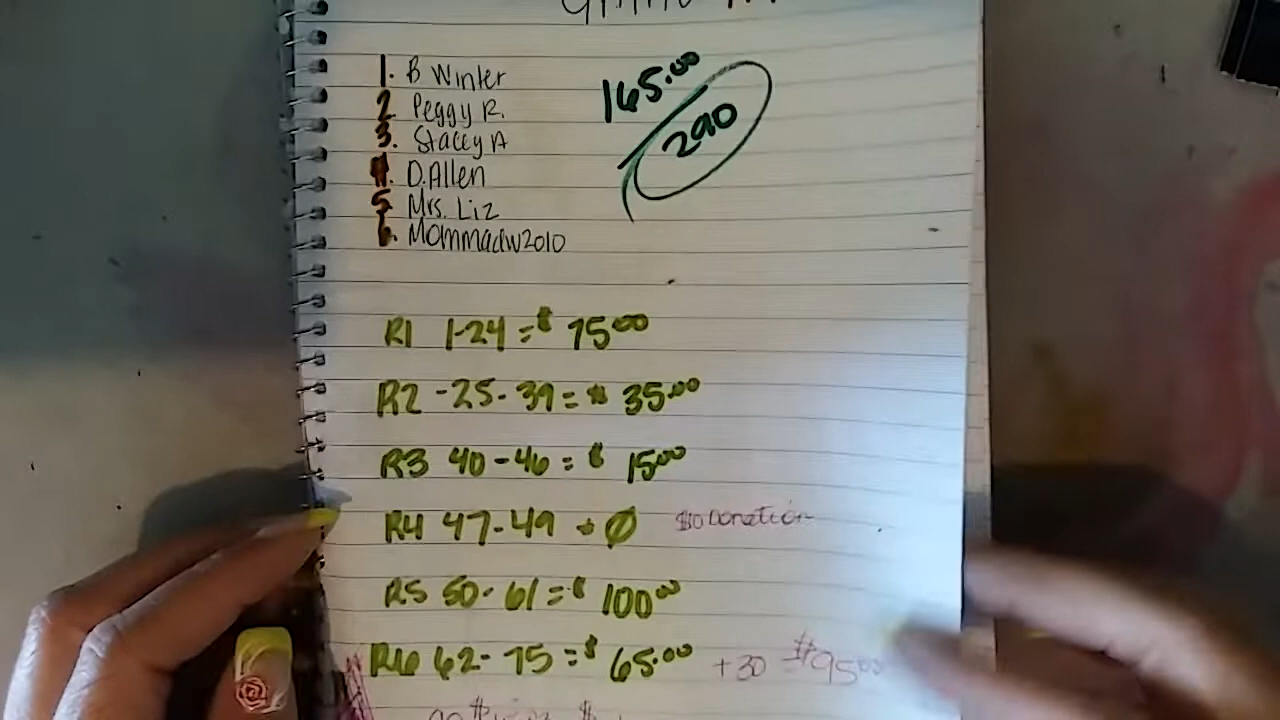 1. B Winter
2. Peggy R.
3. Stacey A
4. D.Allen
5. Mrs. Liz
6. Mommadw2010
165.00
290
R1 1-24 = $ 75.00
R2 -25-39 = $ 35.00
R3 40-46 = $ 15.00
R4 47-49 → Ø $10 Donation
R5 50-61 = $ 100.00
R6 62-75 = $ 65.00 +30 $95.00